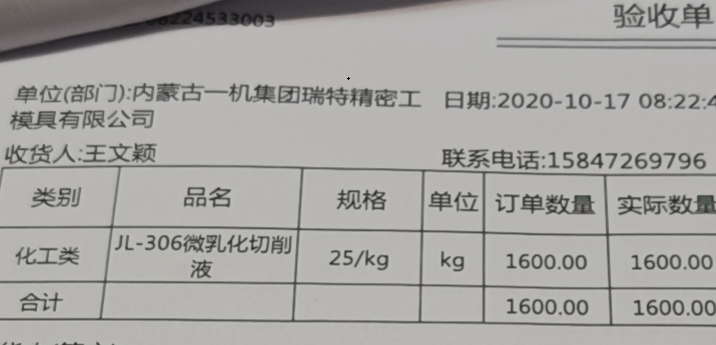 8224533003
验收单
单位(部门):内蒙古一机集团瑞特精密工 日期:2020-10-17 08:22:4
模具有限公司
收货人:王文颖 联系电话:15847269796
类别 品名 规格 单位 订单数量 实际数量
化工类 JL-306微乳化切削液 25/kg kg 1600.00 1600.00
合计 1600.00 1600.00